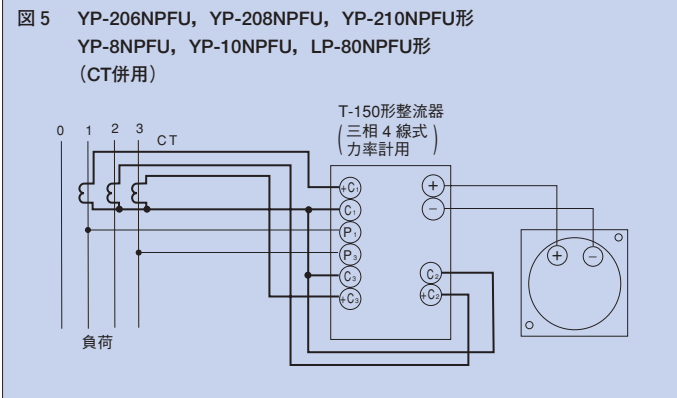 図5 YP-206NPFU，YP-208NPFU，YP-210NPFU形
YP-8NPFU，YP-10NPFU，LP-80NPFU形
（CT併用）
T-150形整流器
（三相4線式
力率計用）
0 1 2 3
CT
+C₁
C₁
P₁
P₃
C₃
+C₃
+
−
C₂
+C₂
+ −
負荷